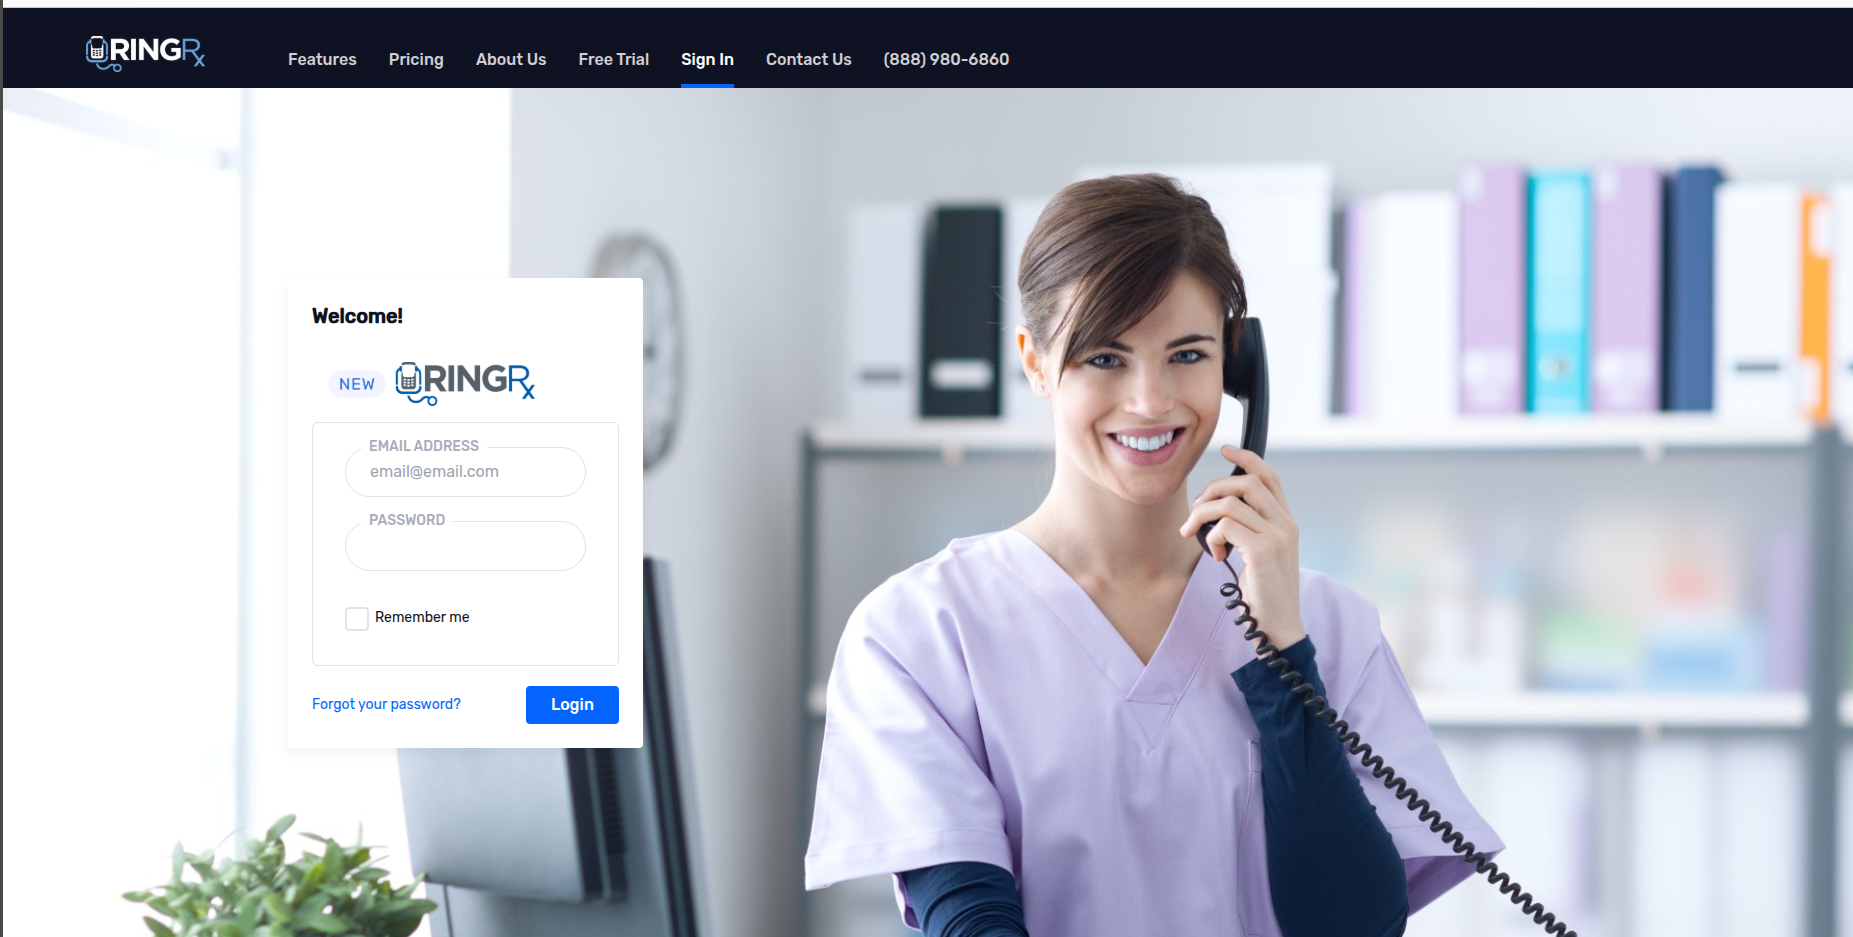 RINGRx
Features Pricing About Us Free Trial Sign In Contact Us (888) 980-6860
Welcome!
NEW RINGRx
EMAIL ADDRESS
email@email.com
PASSWORD
Remember me
Forgot your password? Login